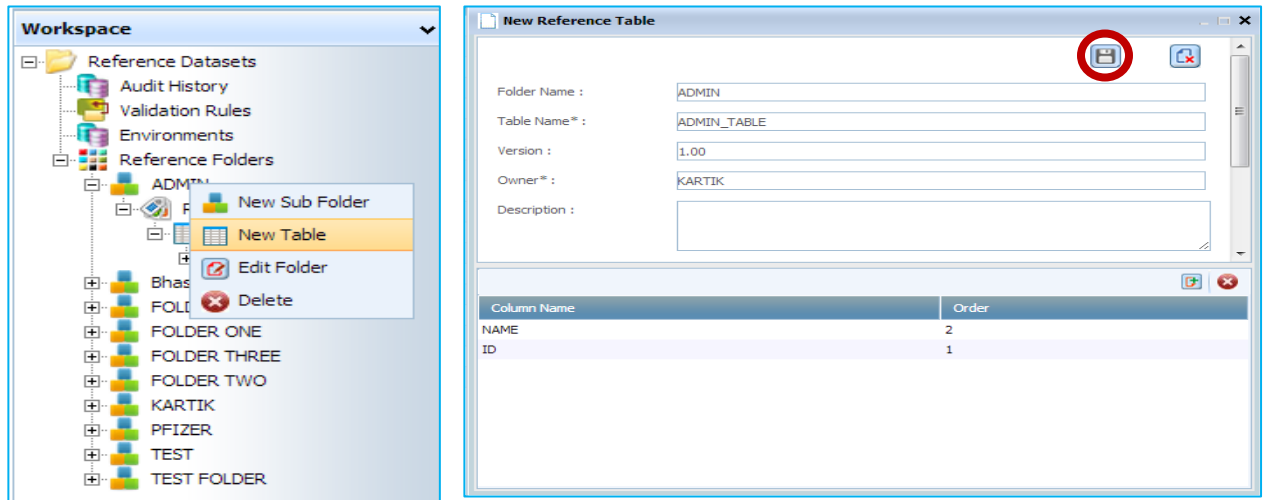 Workspace
Reference Datasets
Audit History
Validation Rules
Environments
Reference Folders
ADMIN
New Sub Folder
New Table
Edit Folder
Delete
Bhas
FOLD
FOLDER ONE
FOLDER THREE
FOLDER TWO
KARTIK
PFIZER
TEST
TEST FOLDER
New Reference Table
Folder Name : ADMIN
Table Name* : ADMIN_TABLE
Version : 1.00
Owner* : KARTIK
Description :
Column Name Order
NAME 2
ID 1